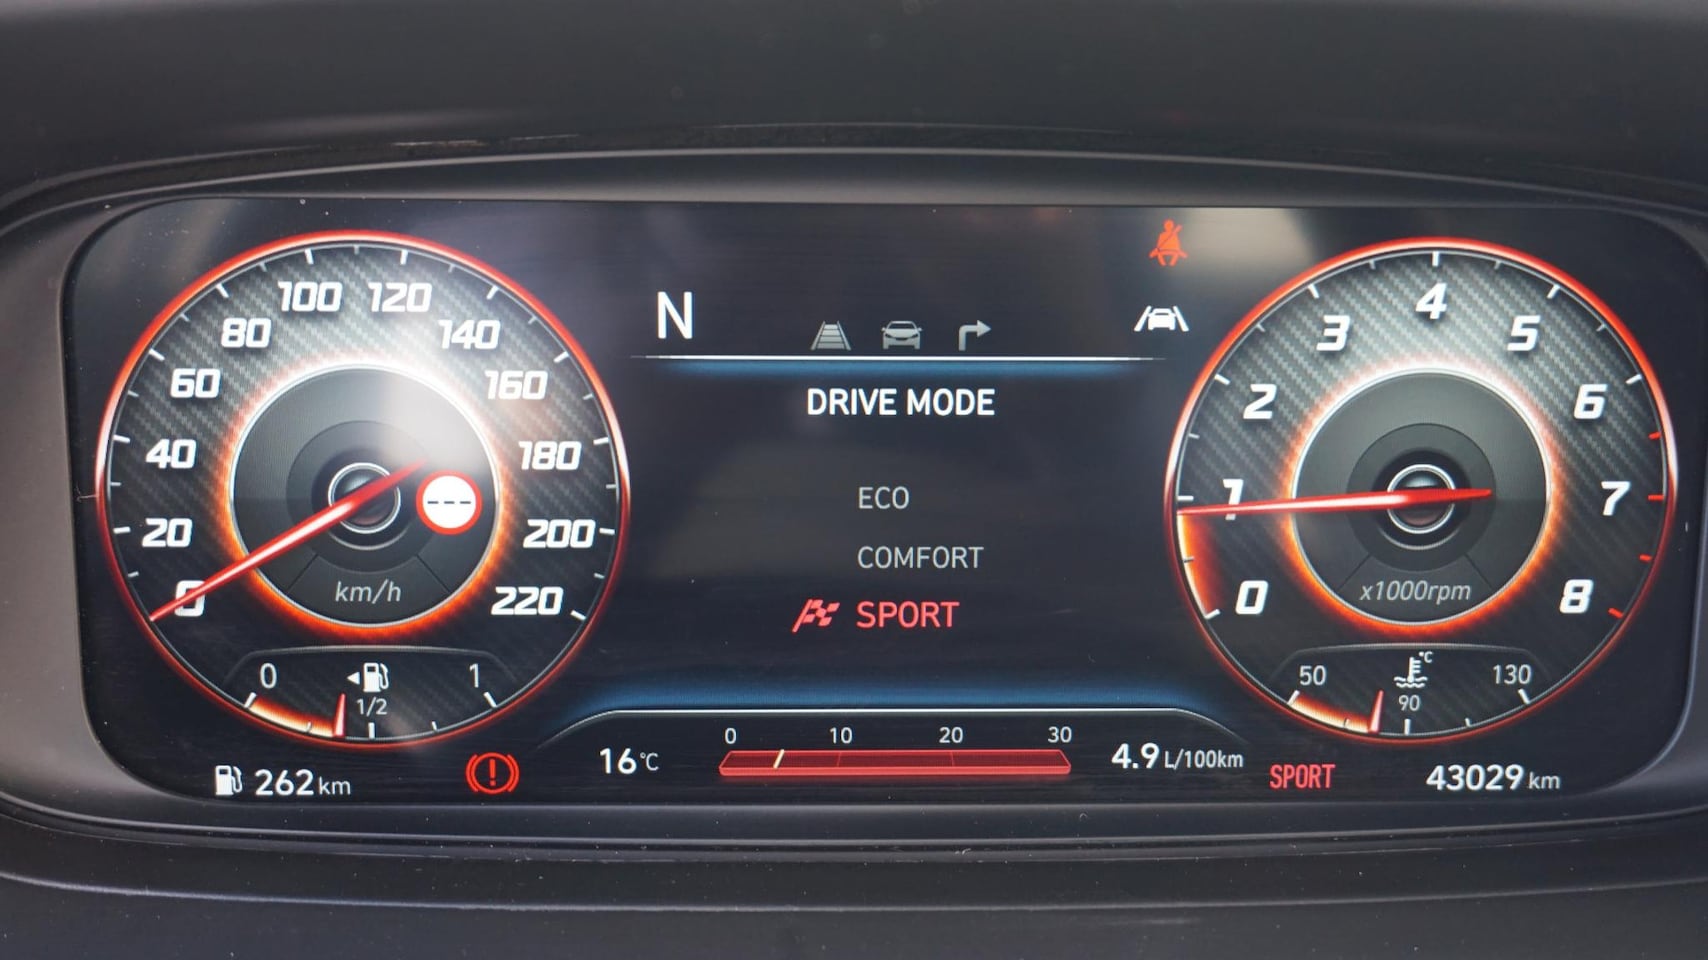 100 120
80 140
60 160
40 180
20 200
0 220
km/h
0 1
1/2
262 km
N
DRIVE MODE
ECO
COMFORT
SPORT
0 10 20 30
16°C
4.9 L/100km
4
3 5
2 6
1 7
0 8
x1000rpm
°C
50 130
90
SPORT
43029 km